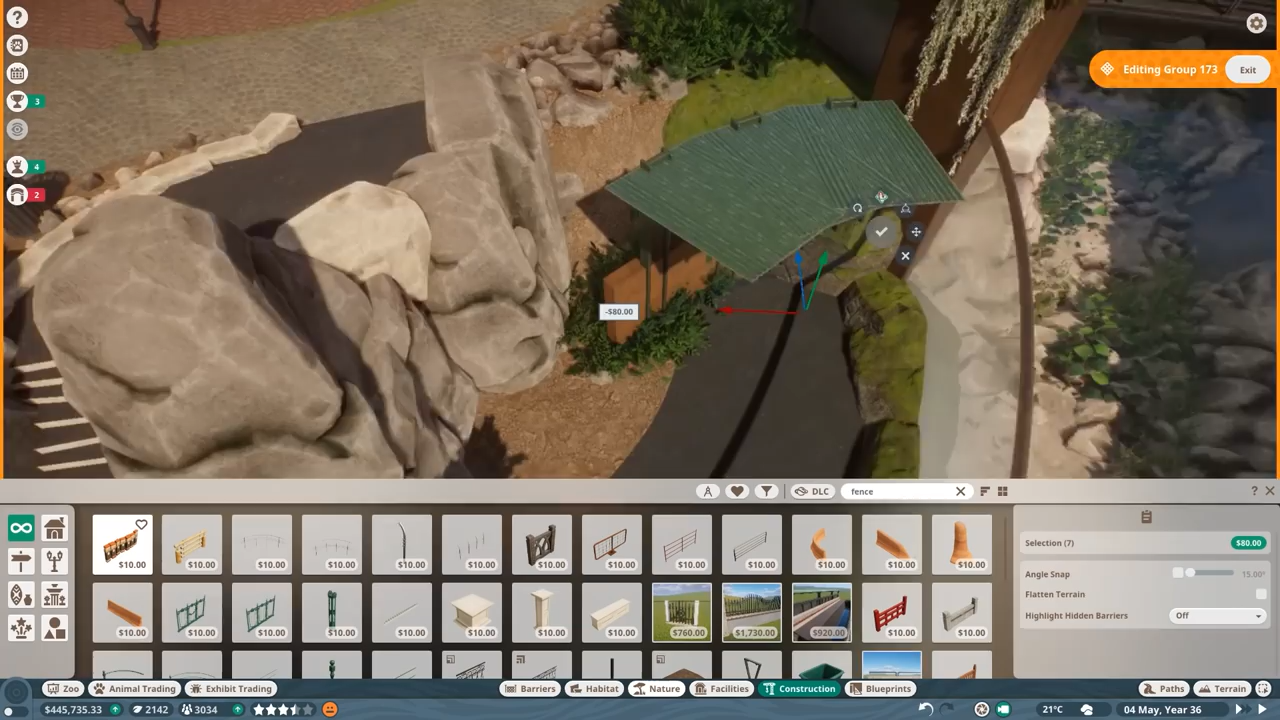 ?
Editing Group 173
Exit
3
4
2
-$80.00
DLC
fence
?
$10.00 $10.00 $10.00 $10.00 $10.00 $10.00 $10.00 $10.00 $10.00 $10.00 $10.00 $10.00 $10.00
$10.00 $10.00 $10.00 $10.00 $10.00 $10.00 $10.00 $10.00 $760.00 $1,730.00 $920.00 $10.00 $10.00
Selection (7)
$80.00
Angle Snap
15.00°
Flatten Terrain
Highlight Hidden Barriers
Off
Zoo
Animal Trading
Exhibit Trading
Barriers
Habitat
Nature
Facilities
Construction
Blueprints
Paths
Terrain
$445,735.33
2142
3034
21°C
04 May, Year 36